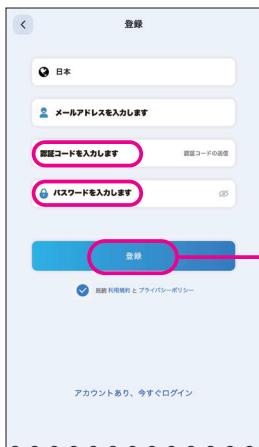 登録
日本
メールアドレスを入力します
認証コードを入力します 認証コードの送信
パスワードを入力します
登録
既読 利用規約 と プライバシーポリシー
アカウントあり、今すぐログイン